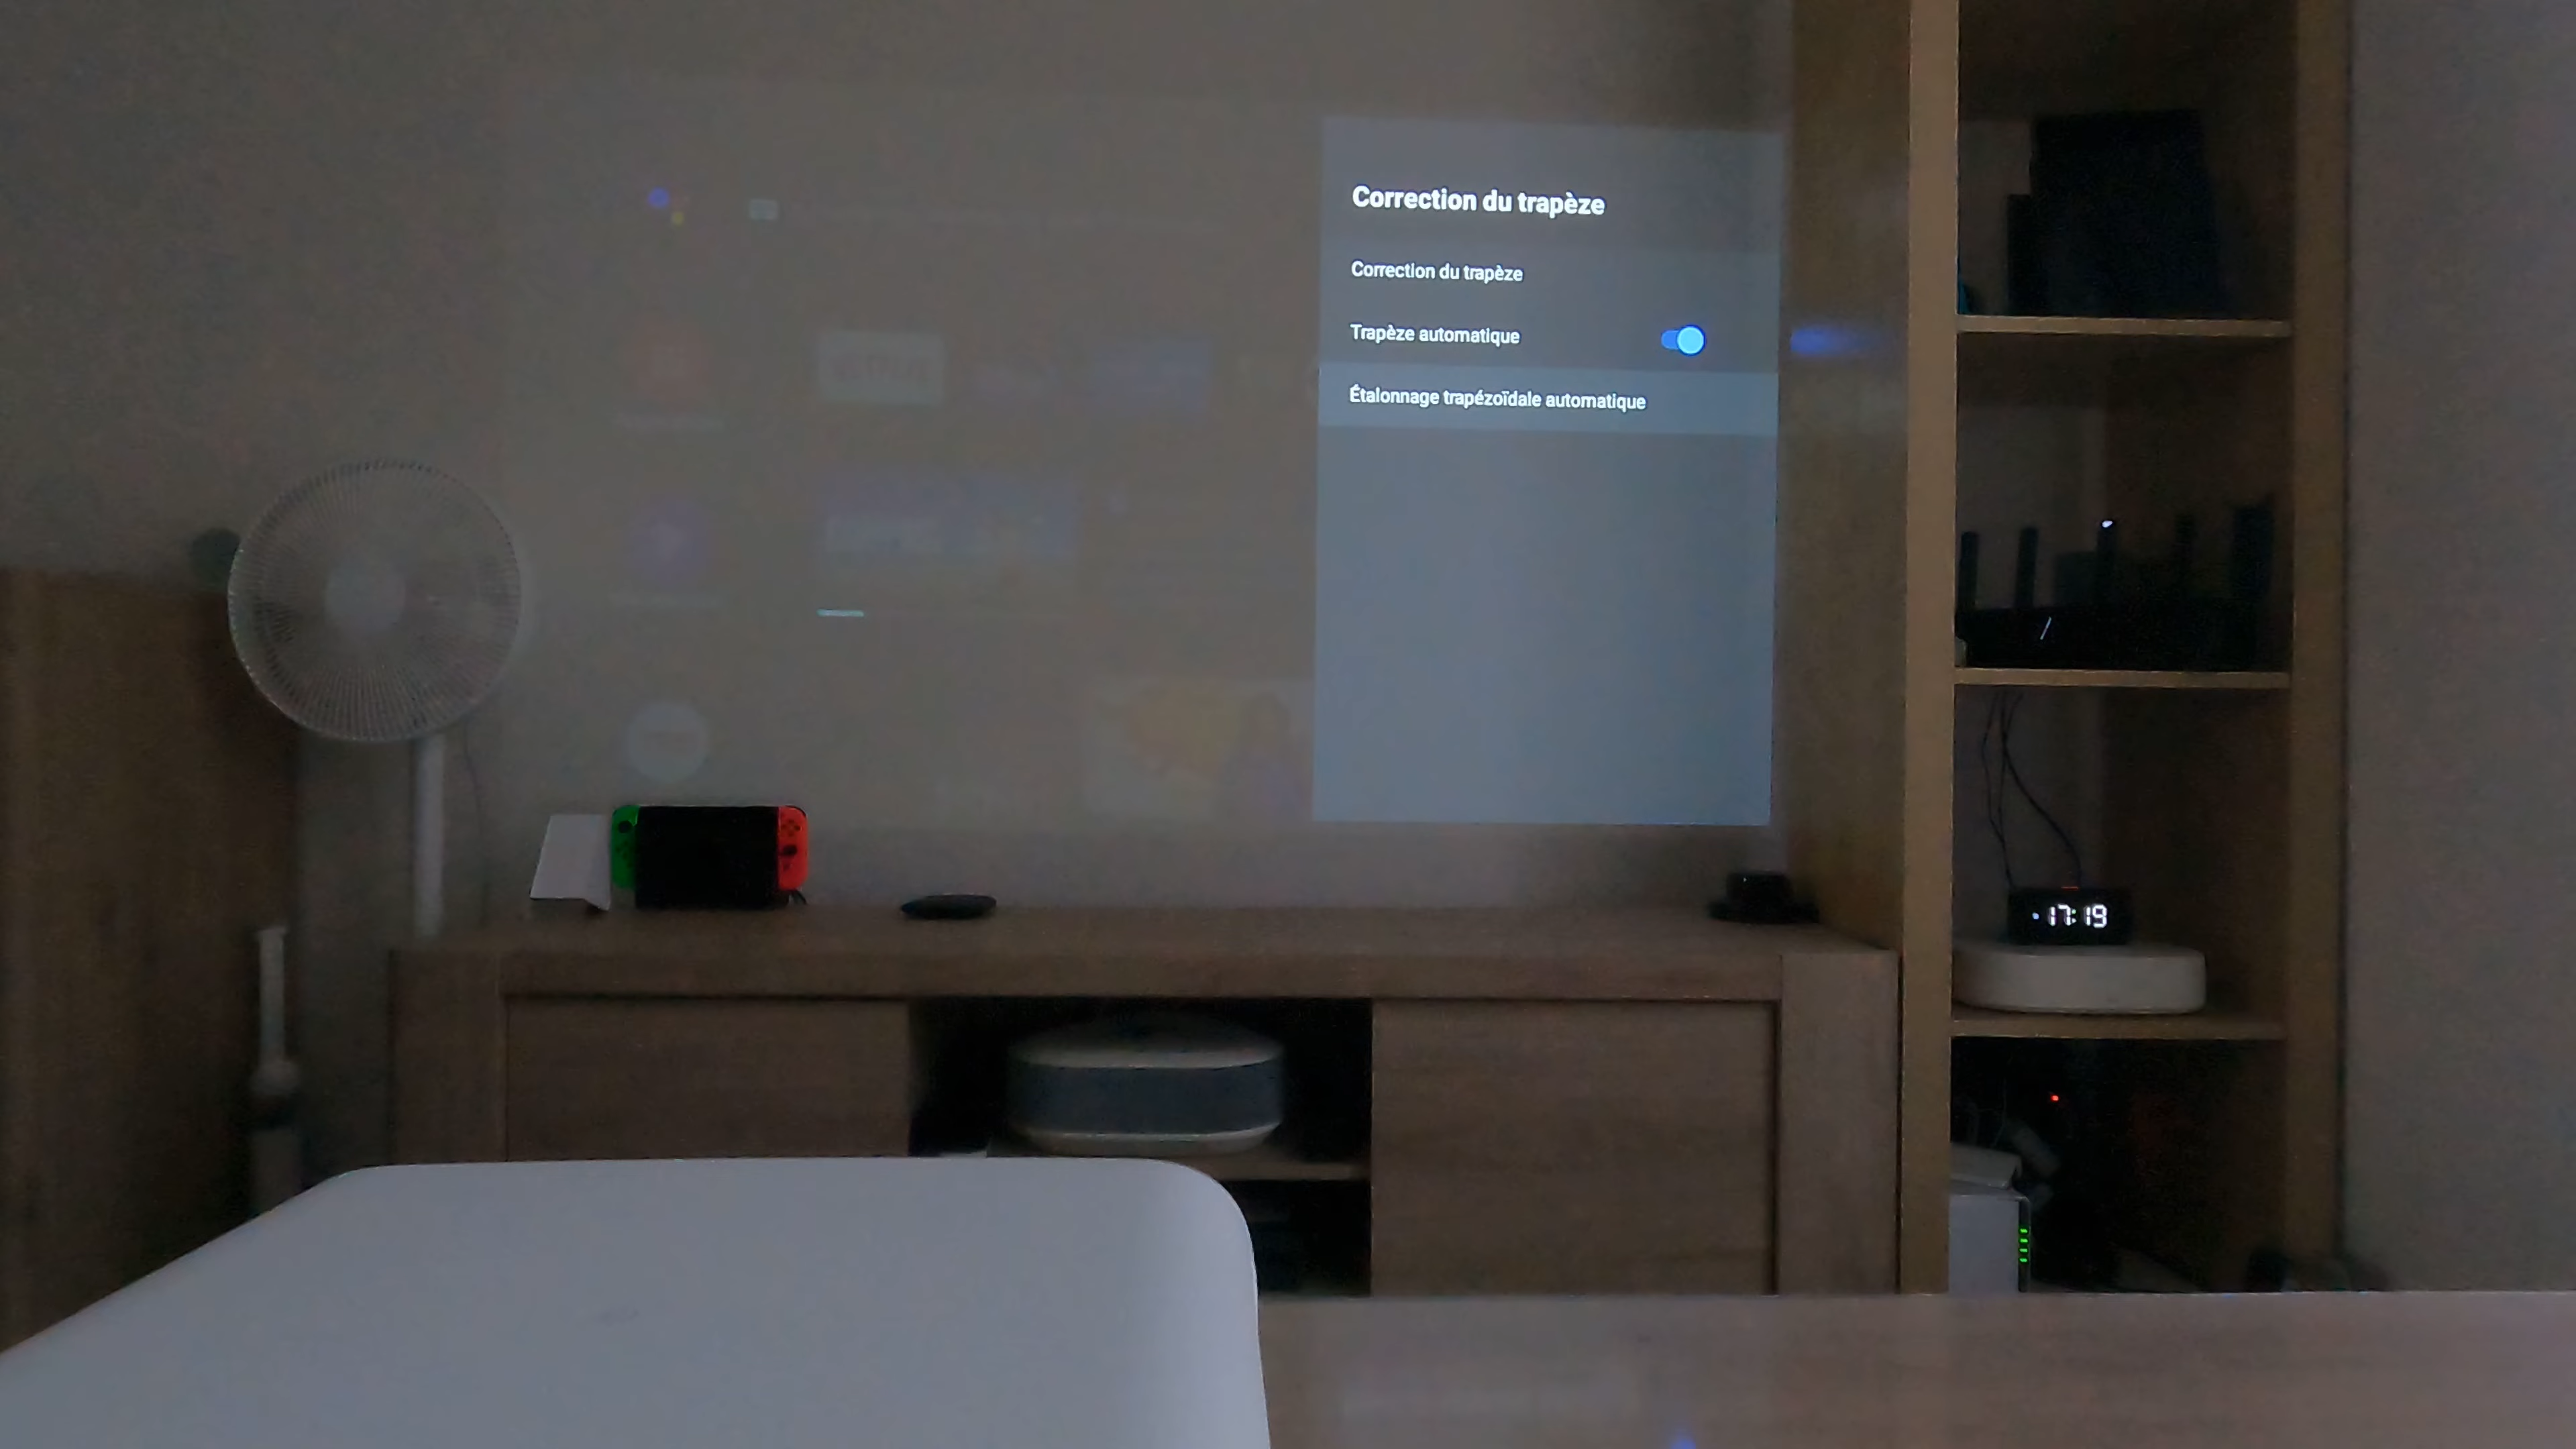 Correction du trapèze
Correction du trapèze
Trapèze automatique
Étalonnage trapézoïdale automatique
17:19